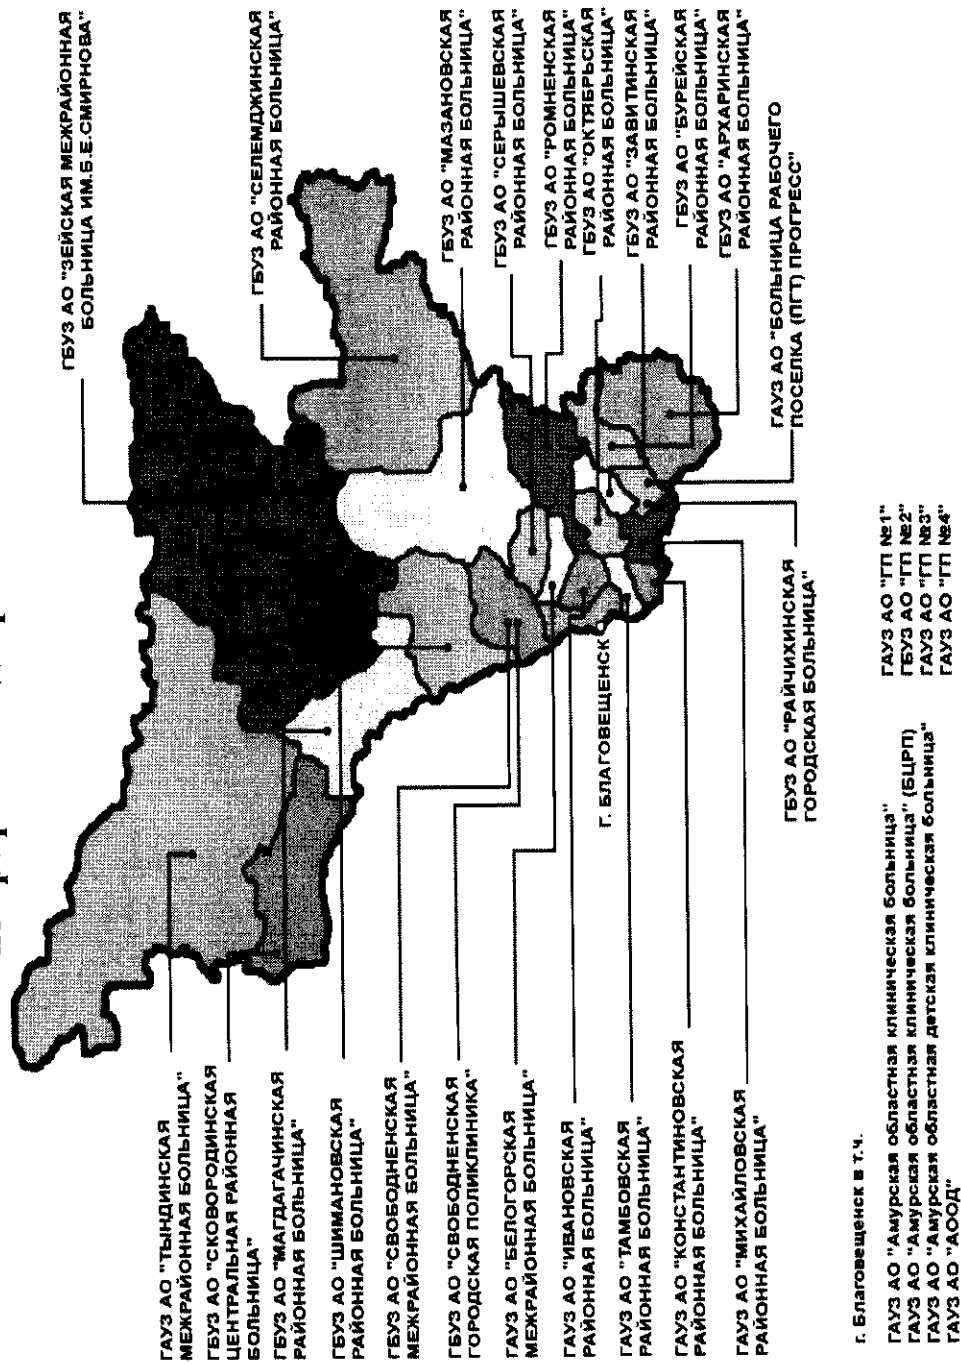 ГБУЗ АО "ЗЕЙСКАЯ МЕЖРАЙОННАЯ
БОЛЬНИЦА ИМ.Б.Е.СМИРНОВА"
ГБУЗ АО "СЕЛЕМДЖИНСКАЯ
РАЙОННАЯ БОЛЬНИЦА"
ГБУЗ АО "МАЗАНОВСКАЯ
РАЙОННАЯ БОЛЬНИЦА"
ГБУЗ АО "СЕРЫШЕВСКАЯ
РАЙОННАЯ БОЛЬНИЦА"
ГБУЗ АО "РОМНЕНСКАЯ
РАЙОННАЯ БОЛЬНИЦА"
ГБУЗ АО "ОКТЯБРЬСКАЯ
РАЙОННАЯ БОЛЬНИЦА"
ГБУЗ АО "ЗАВИТИНСКАЯ
РАЙОННАЯ БОЛЬНИЦА"
ГБУЗ АО "БУРЕЙСКАЯ
РАЙОННАЯ БОЛЬНИЦА"
ГБУЗ АО "АРХАРИНСКАЯ
РАЙОННАЯ БОЛЬНИЦА"
ГАУЗ АО "БОЛЬНИЦА РАБОЧЕГО
ПОСЕЛКА (ПГТ) ПРОГРЕСС"
ГБУЗ АО "РАЙЧИХИНСКАЯ
ГОРОДСКАЯ БОЛЬНИЦА"
Г. БЛАГОВЕЩЕНСК
ГАУЗ АО "ТЫНДИНСКАЯ
МЕЖРАЙОННАЯ БОЛЬНИЦА"
ГБУЗ АО "СКОВОРОДИНСКАЯ
ЦЕНТРАЛЬНАЯ РАЙОННАЯ
БОЛЬНИЦА"
ГБУЗ АО "МАГДАГАЧИНСКАЯ
РАЙОННАЯ БОЛЬНИЦА"
ГБУЗ АО "ШИМАНОВСКАЯ
РАЙОННАЯ БОЛЬНИЦА"
ГБУЗ АО "СВОБОДНЕНСКАЯ
МЕЖРАЙОННАЯ БОЛЬНИЦА"
ГБУЗ АО "СВОБОДНЕНСКАЯ
ГОРОДСКАЯ ПОЛИКЛИНИКА"
ГАУЗ АО "БЕЛОГОРСКАЯ
МЕЖРАЙОННАЯ БОЛЬНИЦА"
ГАУЗ АО "ИВАНОВСКАЯ
РАЙОННАЯ БОЛЬНИЦА"
ГАУЗ АО "ТАМБОВСКАЯ
РАЙОННАЯ БОЛЬНИЦА"
ГАУЗ АО "КОНСТАНТИНОВСКАЯ
РАЙОННАЯ БОЛЬНИЦА"
ГАУЗ АО "МИХАЙЛОВСКАЯ
РАЙОННАЯ БОЛЬНИЦА"
г. Благовещенск в т.ч.
ГАУЗ АО "Амурская областная клиническая больница"
ГАУЗ АО "Амурская областная клиническая больница" (БЦРП)
ГАУЗ АО "Амурская областная детская клиническая больница"
ГАУЗ АО "АООД"
ГАУЗ АО "ГП №1"
ГБУЗ АО "ГП №2"
ГАУЗ АО "ГП №3"
ГАУЗ АО "ГП №4"